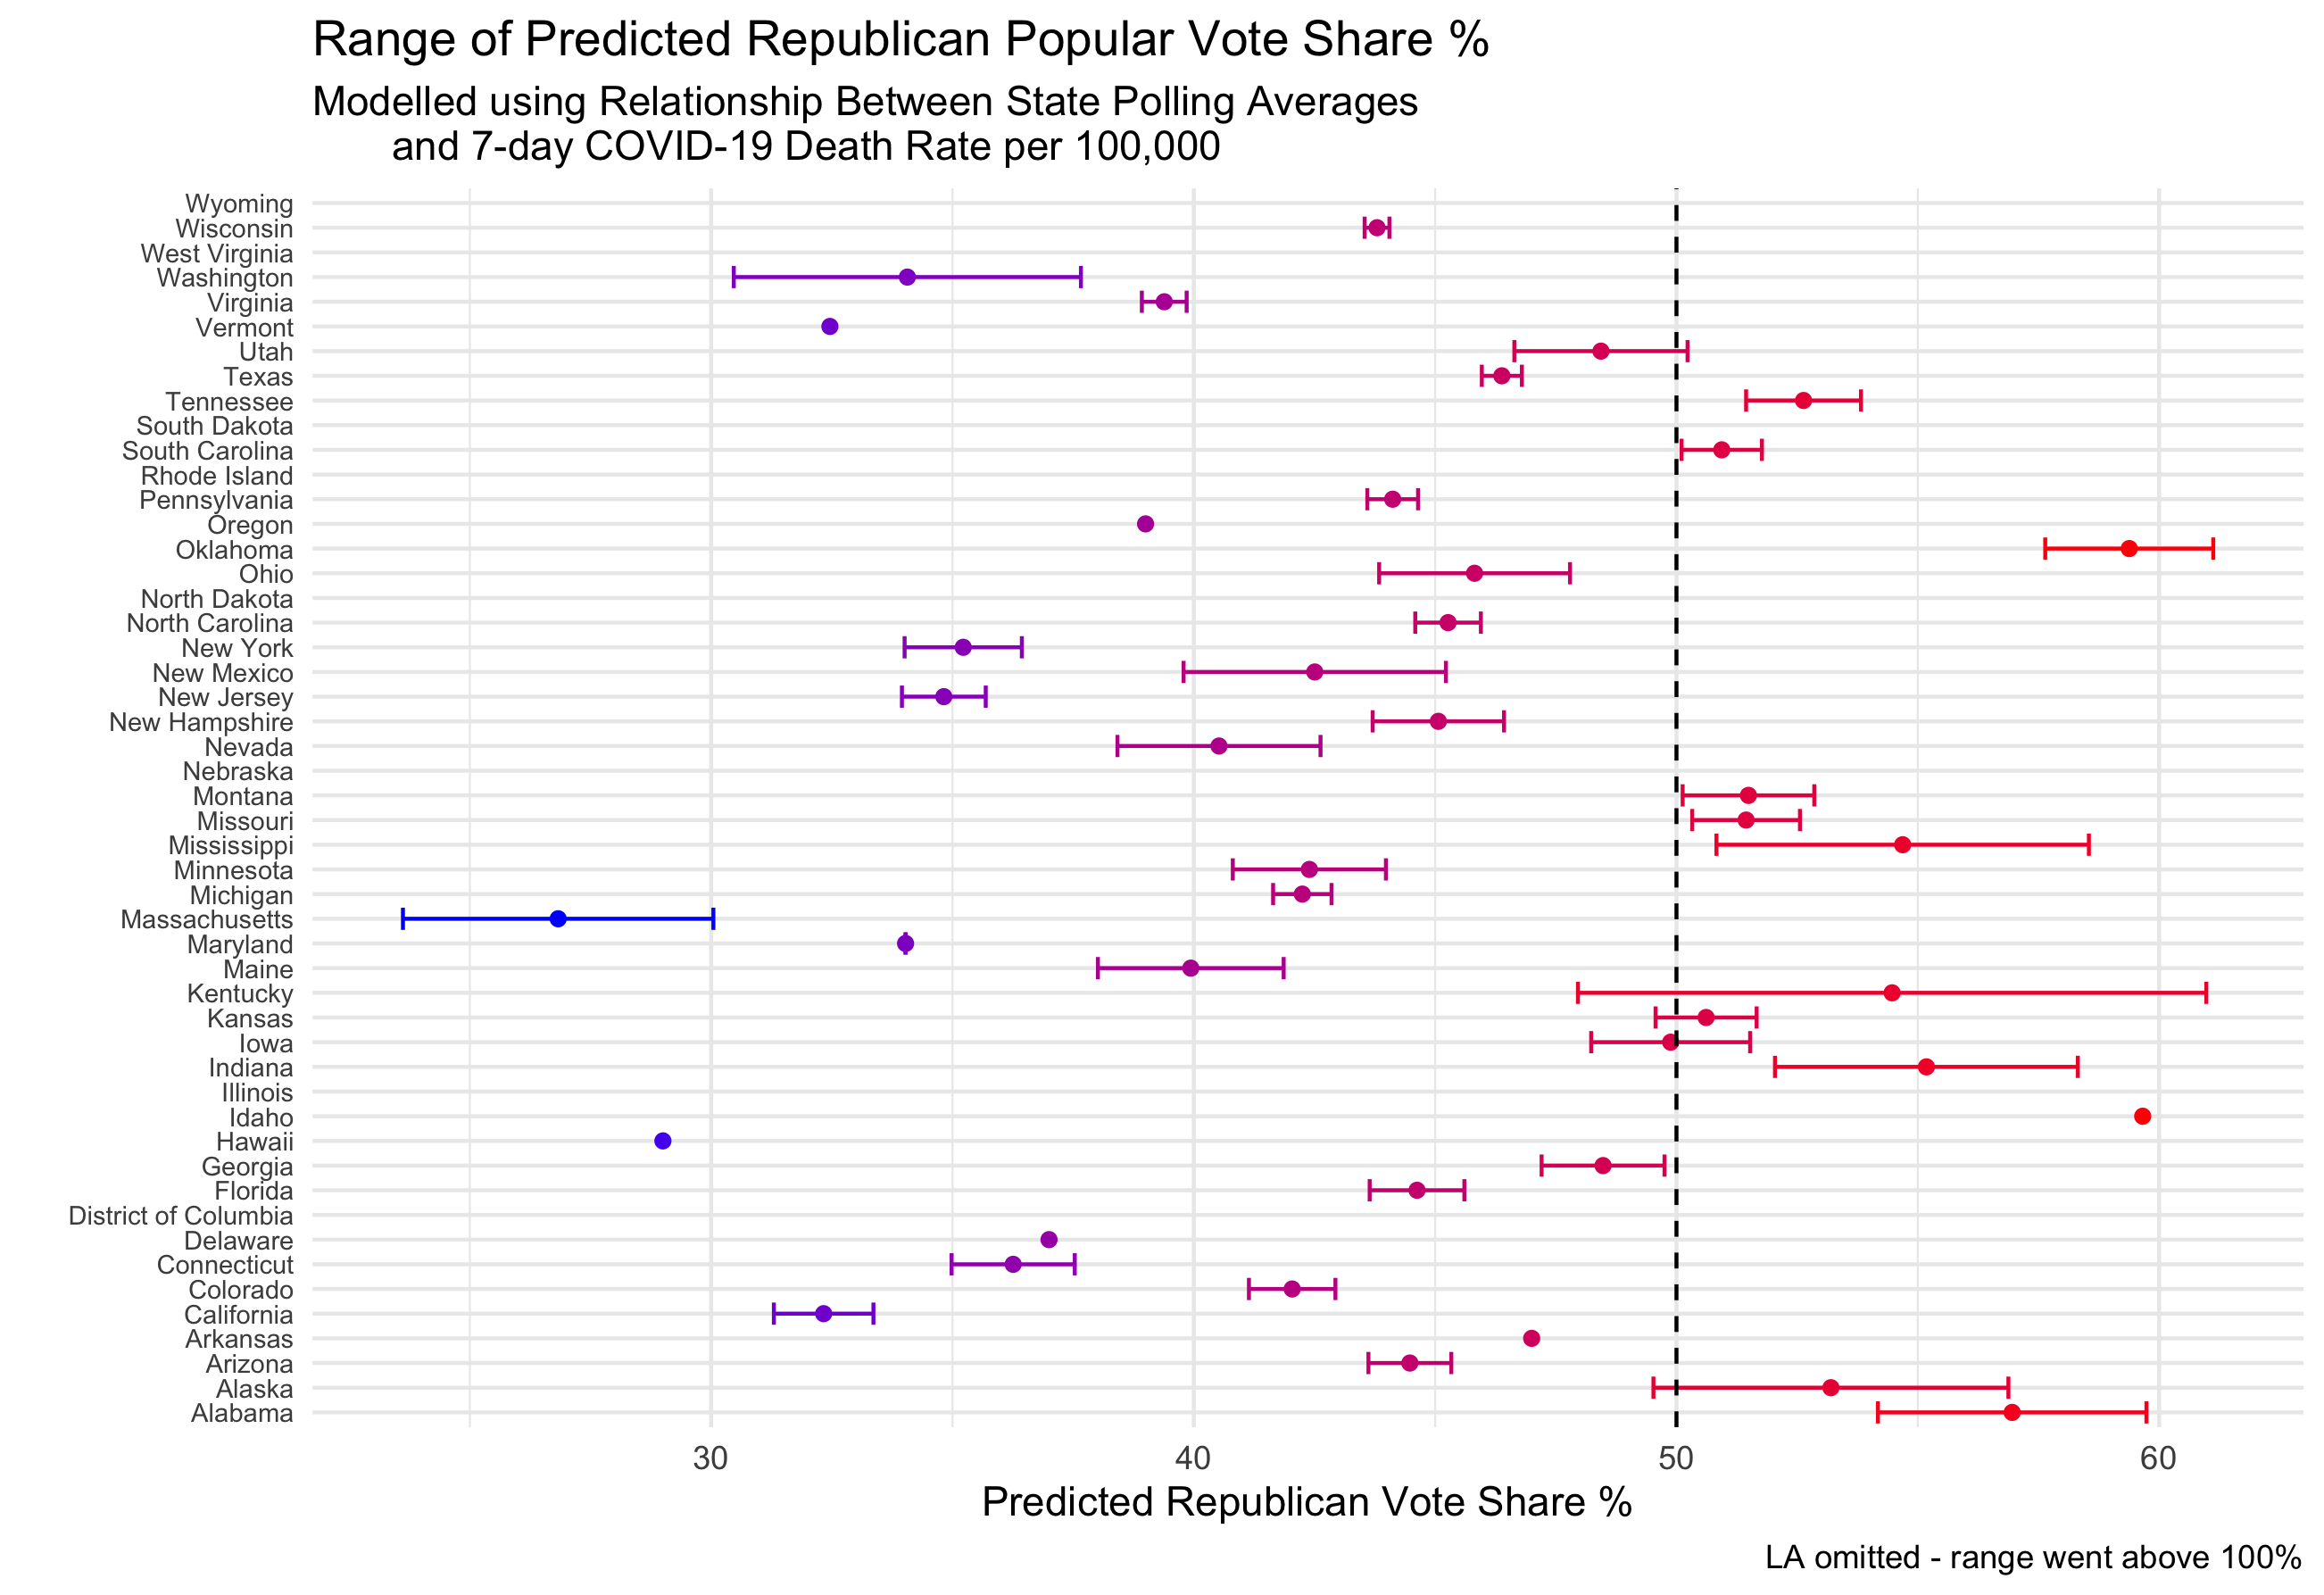 Range of Predicted Republican Popular Vote Share %
Modelled using Relationship Between State Polling Averages
and 7-day COVID-19 Death Rate per 100,000
Wyoming
Wisconsin
West Virginia
Washington
Virginia
Vermont
Utah
Texas
Tennessee
South Dakota
South Carolina
Rhode Island
Pennsylvania
Oregon
Oklahoma
Ohio
North Dakota
North Carolina
New York
New Mexico
New Jersey
New Hampshire
Nevada
Nebraska
Montana
Missouri
Mississippi
Minnesota
Michigan
Massachusetts
Maryland
Maine
Kentucky
Kansas
Iowa
Indiana
Illinois
Idaho
Hawaii
Georgia
Florida
District of Columbia
Delaware
Connecticut
Colorado
California
Arkansas
Arizona
Alaska
Alabama
30 40 50 60
Predicted Republican Vote Share %
LA omitted - range went above 100%